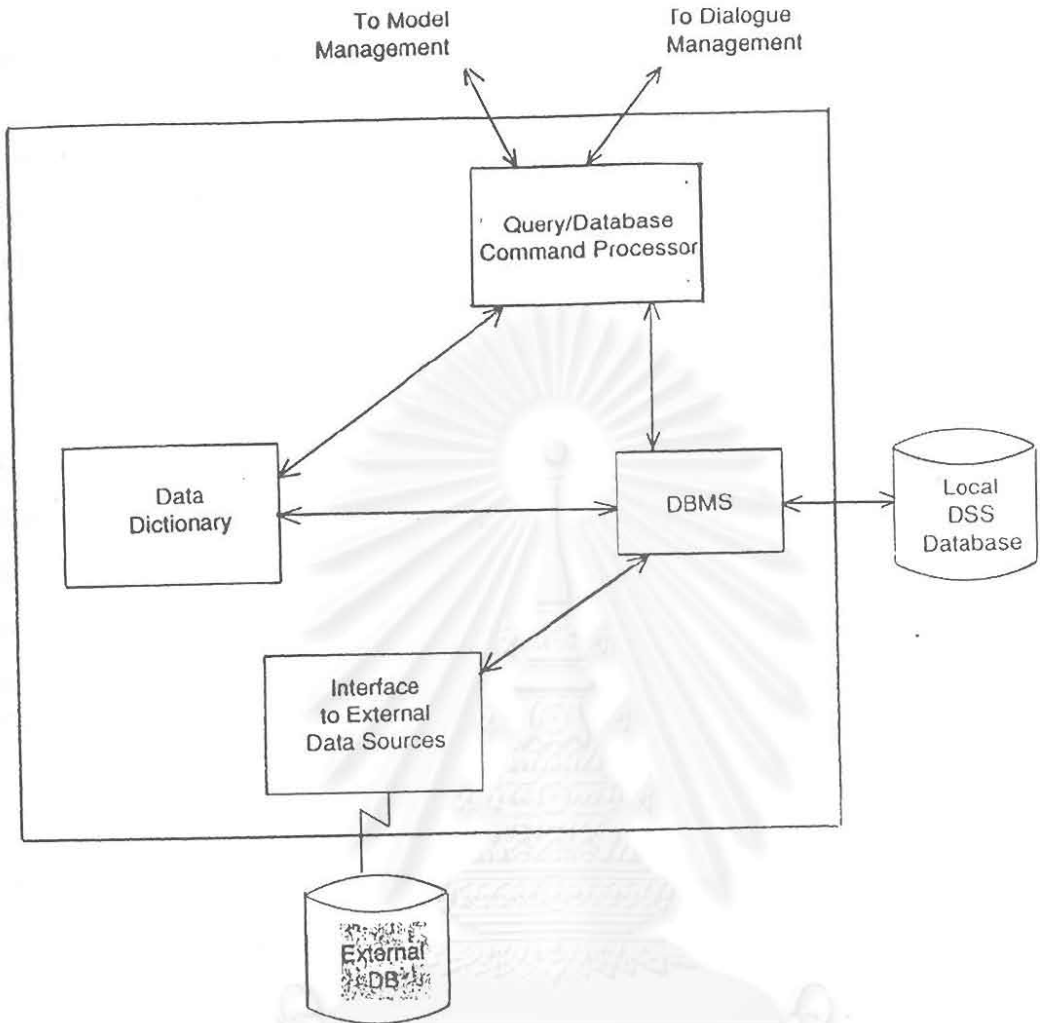 To Model
Management
To Dialogue
Management
Query/Database
Command Processor
Data
Dictionary
DBMS
Local
DSS
Database
Interface
to External
Data Sources
External
DB